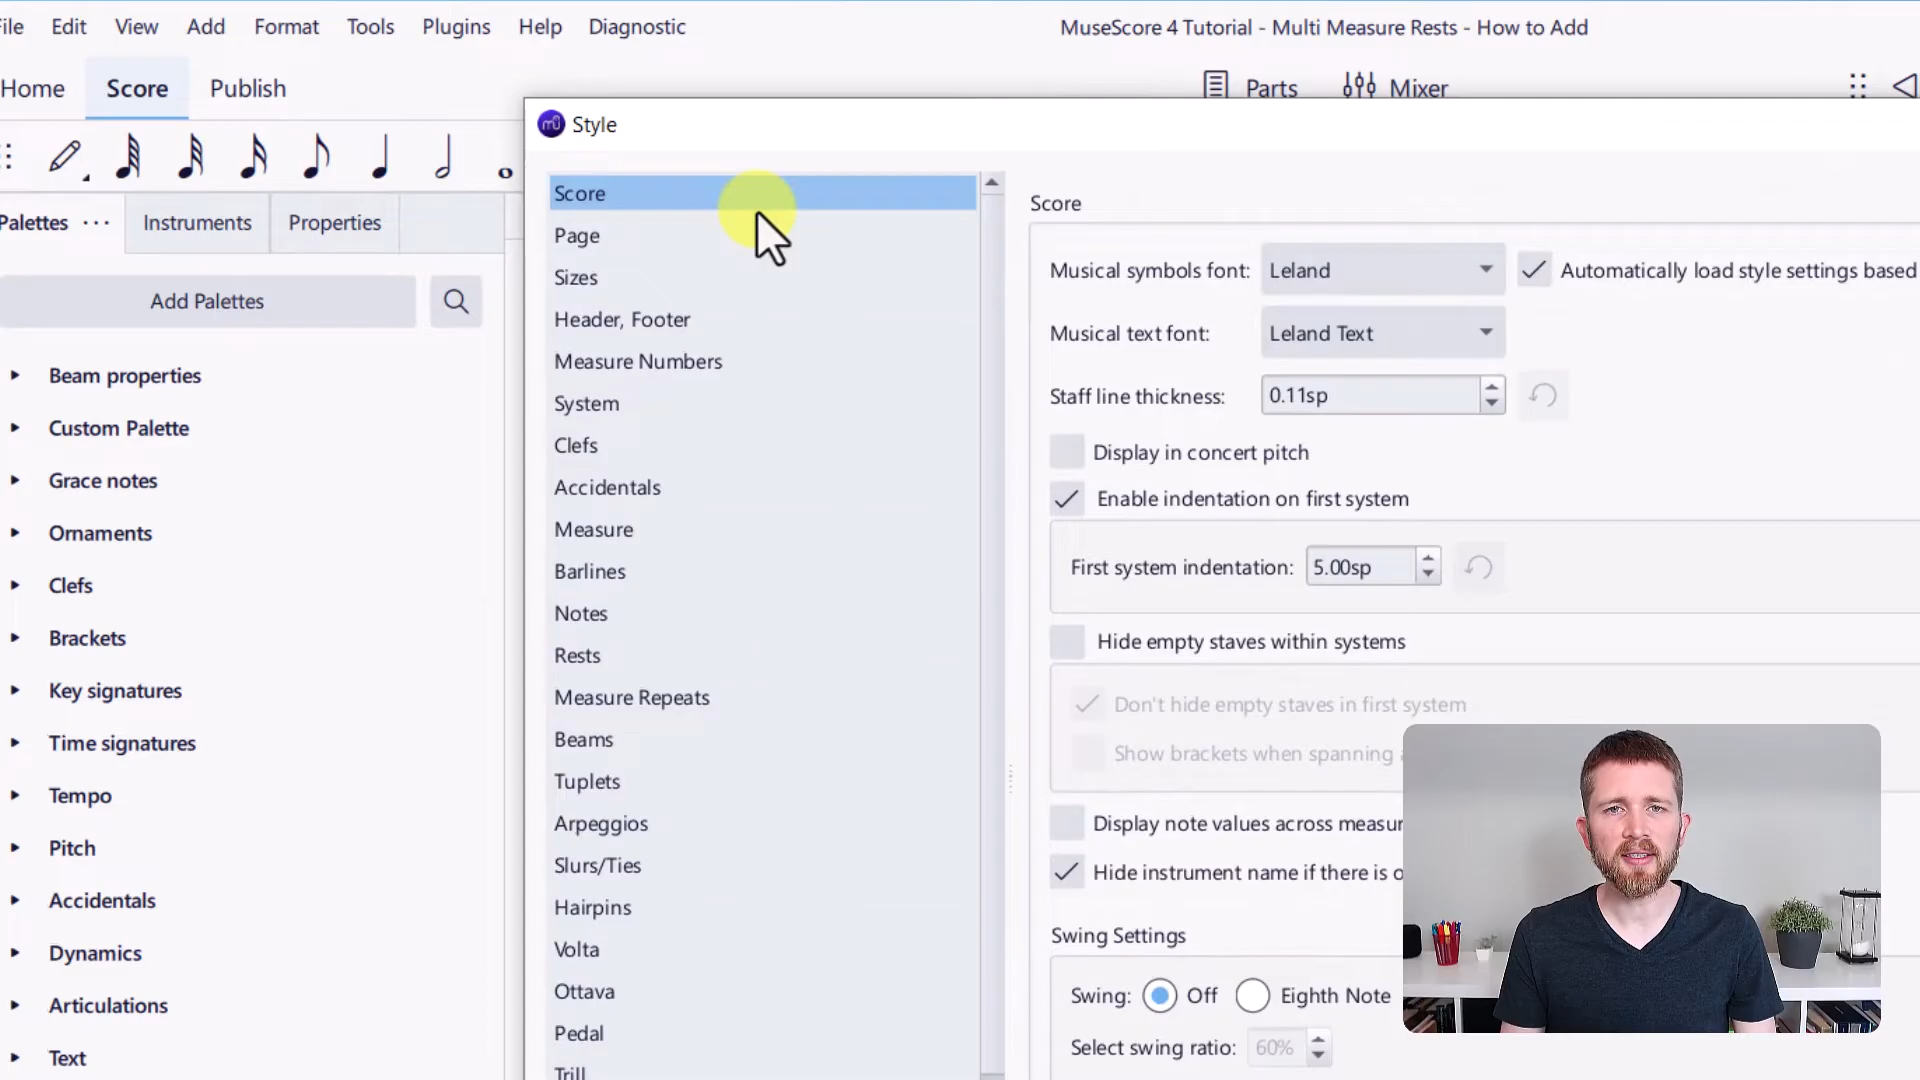 File Edit View Add Format Tools Plugins Help Diagnostic
MuseScore 4 Tutorial - Multi Measure Rests - How to Add
Home Score Publish
Parts Mixer
Style
Palettes ··· Instruments Properties
Add Palettes
Beam properties
Custom Palette
Grace notes
Ornaments
Clefs
Brackets
Key signatures
Time signatures
Tempo
Pitch
Accidentals
Dynamics
Articulations
Text
Score
Page
Sizes
Header, Footer
Measure Numbers
System
Clefs
Accidentals
Measure
Barlines
Notes
Rests
Measure Repeats
Beams
Tuplets
Arpeggios
Slurs/Ties
Hairpins
Volta
Ottava
Pedal
Trill
Score
Musical symbols font: Leland Automatically load style settings based
Musical text font: Leland Text
Staff line thickness: 0.11sp
Display in concert pitch
Enable indentation on first system
First system indentation: 5.00sp
Hide empty staves within systems
Don't hide empty staves in first system
Show brackets when spanning
Display note values across measur
Hide instrument name if there is o
Swing Settings
Swing: Off Eighth Note
Select swing ratio: 60%